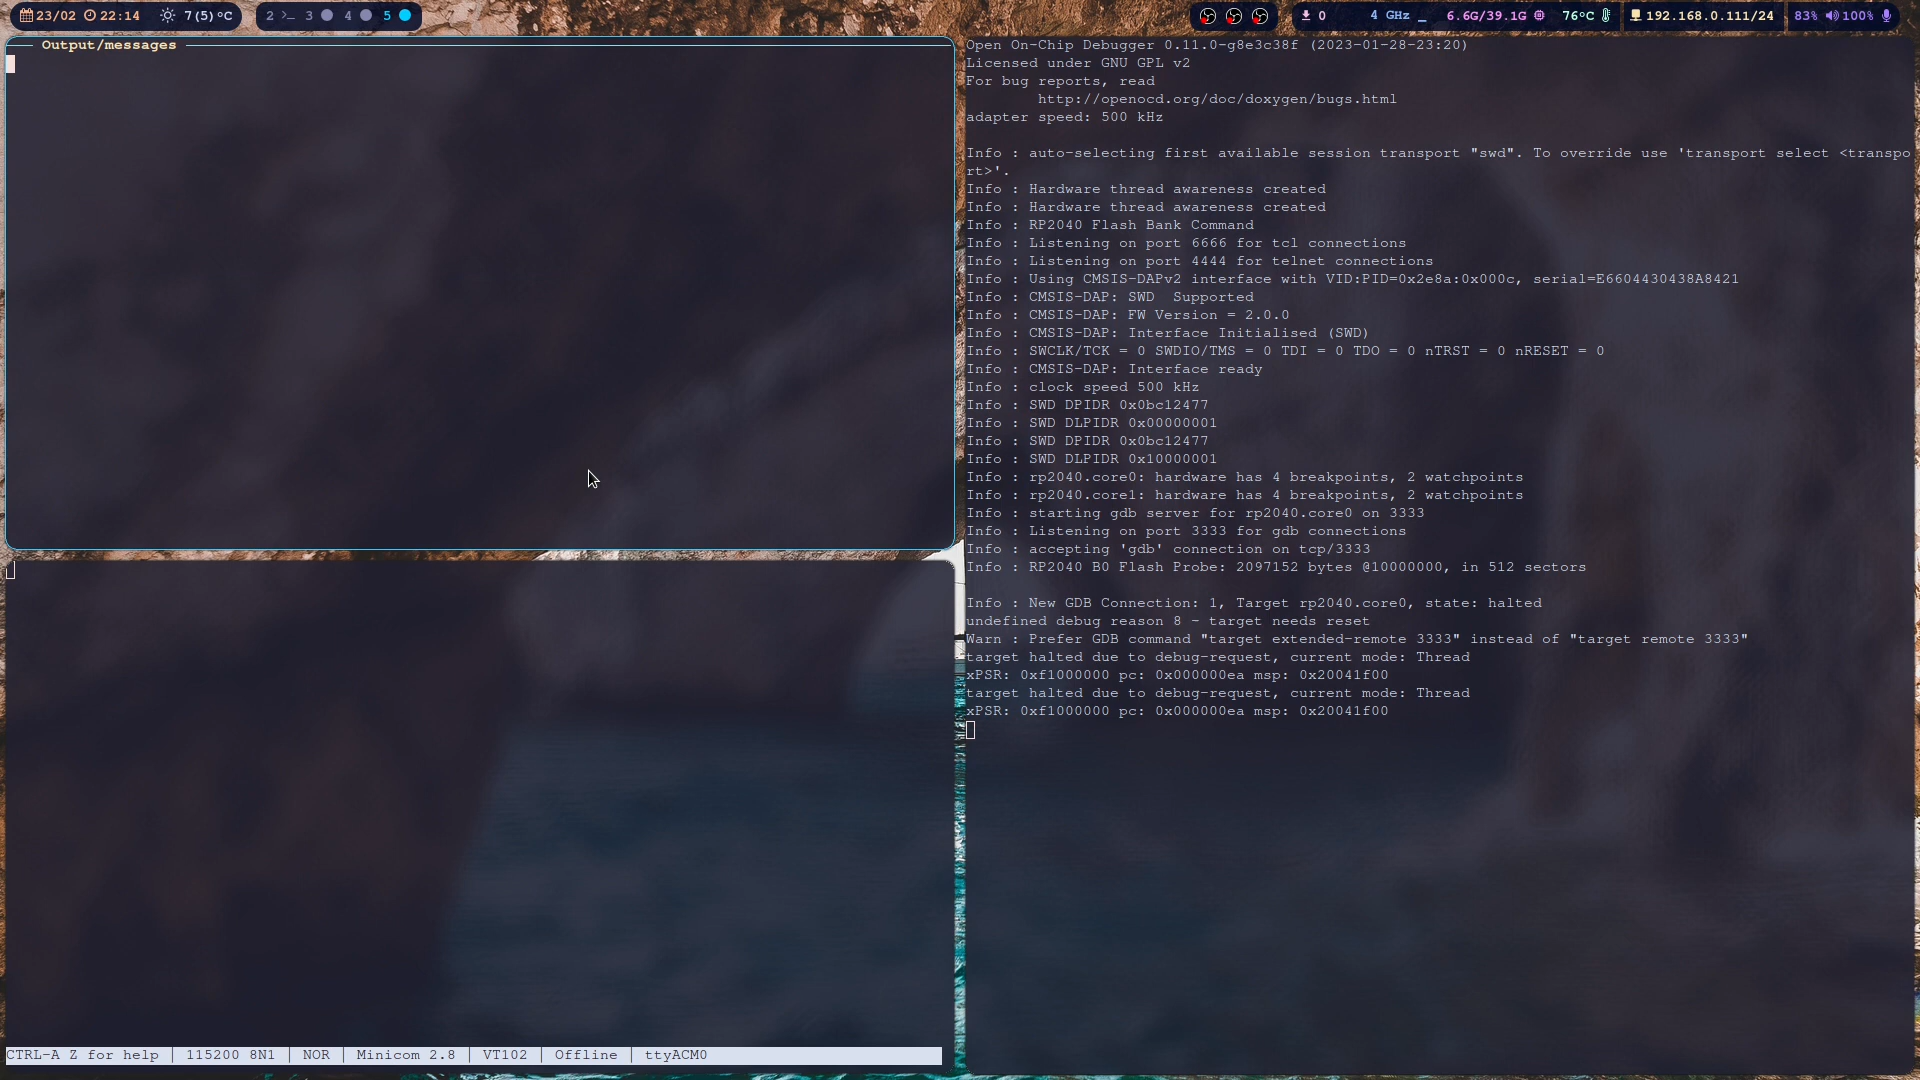 23/02 22:14 7(5)°C 2 >_ 3 4 5 0 4 GHz _ 6.6G/39.1G 76°C 192.168.0.111/24 83% 100%
Output/messages
CTRL-A Z for help | 115200 8N1 | NOR | Minicom 2.8 | VT102 | Offline | ttyACM0
Open On-Chip Debugger 0.11.0-g8e3c38f (2023-01-28-23:20)
Licensed under GNU GPL v2
For bug reports, read
http://openocd.org/doc/doxygen/bugs.html
adapter speed: 500 kHz
Info : auto-selecting first available session transport "swd". To override use 'transport select <transpo
rt>'.
Info : Hardware thread awareness created
Info : Hardware thread awareness created
Info : RP2040 Flash Bank Command
Info : Listening on port 6666 for tcl connections
Info : Listening on port 4444 for telnet connections
Info : Using CMSIS-DAPv2 interface with VID:PID=0x2e8a:0x000c, serial=E6604430438A8421
Info : CMSIS-DAP: SWD  Supported
Info : CMSIS-DAP: FW Version = 2.0.0
Info : CMSIS-DAP: Interface Initialised (SWD)
Info : SWCLK/TCK = 0 SWDIO/TMS = 0 TDI = 0 TDO = 0 nTRST = 0 nRESET = 0
Info : CMSIS-DAP: Interface ready
Info : clock speed 500 kHz
Info : SWD DPIDR 0x0bc12477
Info : SWD DLPIDR 0x00000001
Info : SWD DPIDR 0x0bc12477
Info : SWD DLPIDR 0x10000001
Info : rp2040.core0: hardware has 4 breakpoints, 2 watchpoints
Info : rp2040.core1: hardware has 4 breakpoints, 2 watchpoints
Info : starting gdb server for rp2040.core0 on 3333
Info : Listening on port 3333 for gdb connections
Info : accepting 'gdb' connection on tcp/3333
Info : RP2040 B0 Flash Probe: 2097152 bytes @10000000, in 512 sectors
Info : New GDB Connection: 1, Target rp2040.core0, state: halted
undefined debug reason 8 - target needs reset
Warn : Prefer GDB command "target extended-remote 3333" instead of "target remote 3333"
target halted due to debug-request, current mode: Thread
xPSR: 0xf1000000 pc: 0x000000ea msp: 0x20041f00
target halted due to debug-request, current mode: Thread
xPSR: 0xf1000000 pc: 0x000000ea msp: 0x20041f00